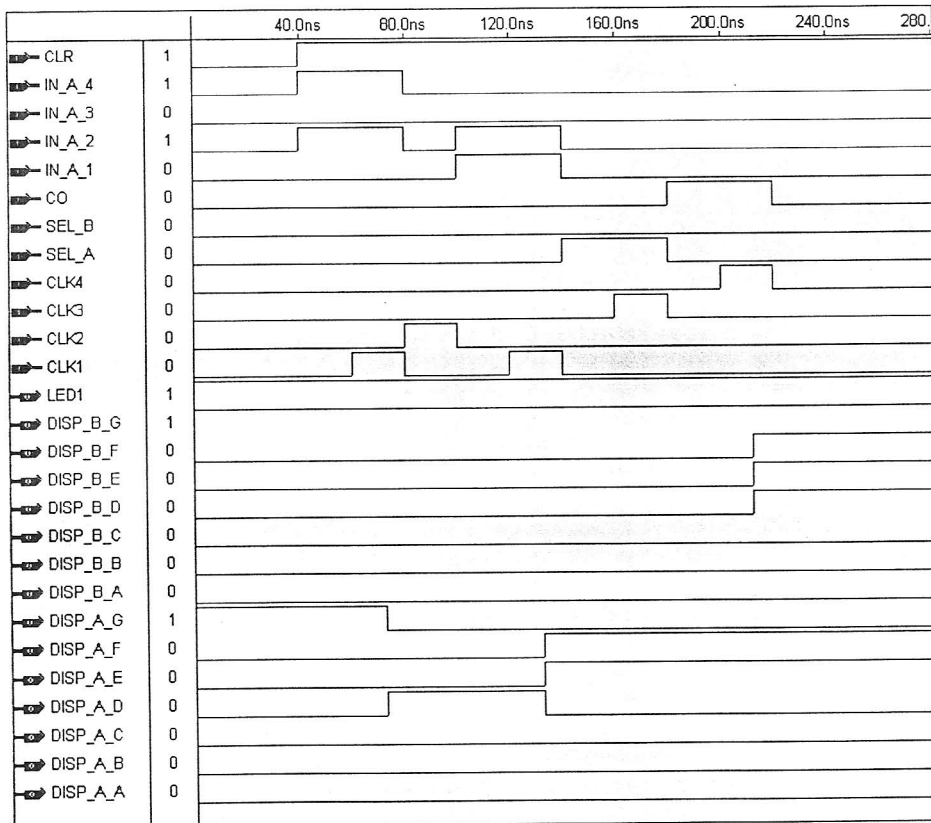 40.0ns 80.0ns 120.0ns 160.0ns 200.0ns 240.0ns 280.
CLR 1
IN_A_4 1
IN_A_3 0
IN_A_2 1
IN_A_1 0
CO 0
SEL_B 0
SEL_A 0
CLK4 0
CLK3 0
CLK2 0
CLK1 0
LED1 1
DISP_B_G 1
DISP_B_F 0
DISP_B_E 0
DISP_B_D 0
DISP_B_C 0
DISP_B_B 0
DISP_B_A 0
DISP_A_G 1
DISP_A_F 0
DISP_A_E 0
DISP_A_D 0
DISP_A_C 0
DISP_A_B 0
DISP_A_A 0